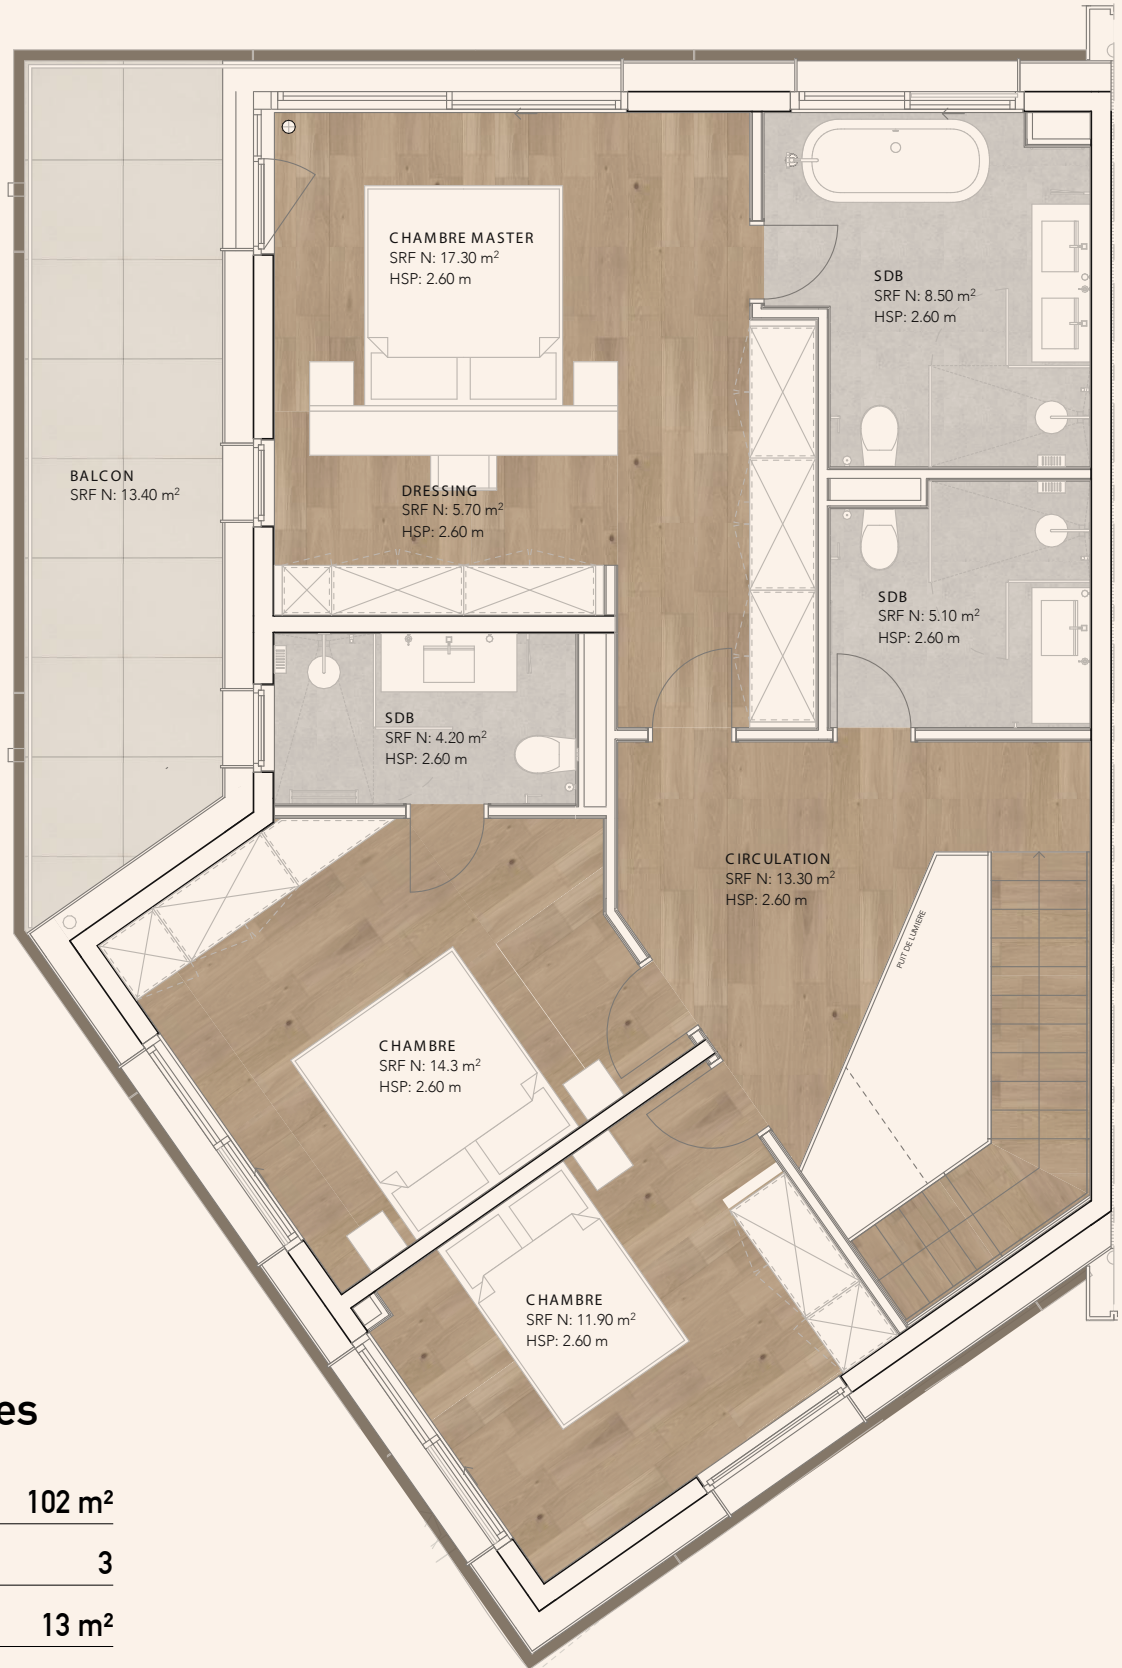 CHAMBRE MASTER
SRF N: 17.30 m²
HSP: 2.60 m
SDB
SRF N: 8.50 m²
HSP: 2.60 m
BALCON
SRF N: 13.40 m²
DRESSING
SRF N: 5.70 m²
HSP: 2.60 m
SDB
SRF N: 5.10 m²
HSP: 2.60 m
SDB
SRF N: 4.20 m²
HSP: 2.60 m
CIRCULATION
SRF N: 13.30 m²
HSP: 2.60 m
PUIT DE LUMIERE
CHAMBRE
SRF N: 14.3 m²
HSP: 2.60 m
CHAMBRE
SRF N: 11.90 m²
HSP: 2.60 m
es
102 m²
3
13 m²